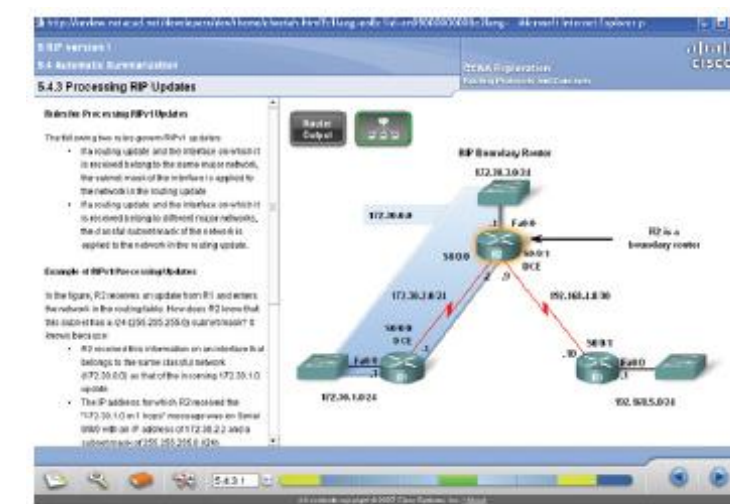 5 RIP version 1
5.4 Automatic Summarization
CCNA Exploration
Routing Protocols and Concepts
CISCO
5.4.3 Processing RIP Updates
Rules for Processing RIPv1 Updates
The following two rules govern RIPv1 updates:
If a routing update and the interface on which it
is received belong to the same major network,
the subnet mask of the interface is applied to
the network in the routing update
If a routing update and the interface on which it
is received belong to different major networks,
the classful subnet mask of the network is
applied to the network in the routing update.
Example of RIPv1 Processing Updates
In the figure, R2 receives an update from R1 and enters
the network in the routing table. How does R2 know that
this subnet has a /24 (255.255.255.0) subnet mask? It
knows because:
R2 received this information on an interface that
belongs to the same classful network
(172.30.0.0) as that of the incoming 172.30.1.0
update.
The IP address for which R2 received the
"172.30.1.0 in 1 hops" message was on Serial
0/0/0 with an IP address of 172.30.2.2 and a
subnet mask of 255.255.255.0 (/24)
Router
Output
RIP Boundary Router
172.30.3.0/24
172.30.0.0
.1 Fa0/0
R2 is a
boundary router
S0/0/0
S0/0/1
DCE
.2 .9
172.30.2.0/24
192.168.4.8/30
S0/0/0
DCE
.1
S0/0/1
.10
Fa0/0
.1
Fa0/0
.1
172.30.1.0/24
192.168.5.0/24
5.4.3.1